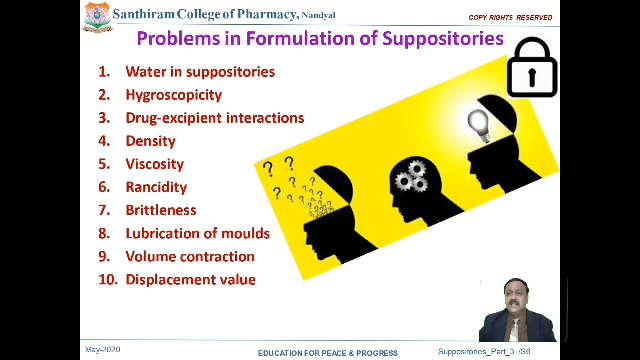 Santhiram College of Pharmacy, Nandyal
COPY RIGHTS RESERVED
Problems in Formulation of Suppositories
1. Water in suppositories
2. Hygroscopicity
3. Drug-excipient interactions
4. Density
5. Viscosity
6. Rancidity
7. Brittleness
8. Lubrication of moulds
9. Volume contraction
10. Displacement value
May-2020
EDUCATION FOR PEACE & PROGRESS
Suppositories_Part_3 /S6